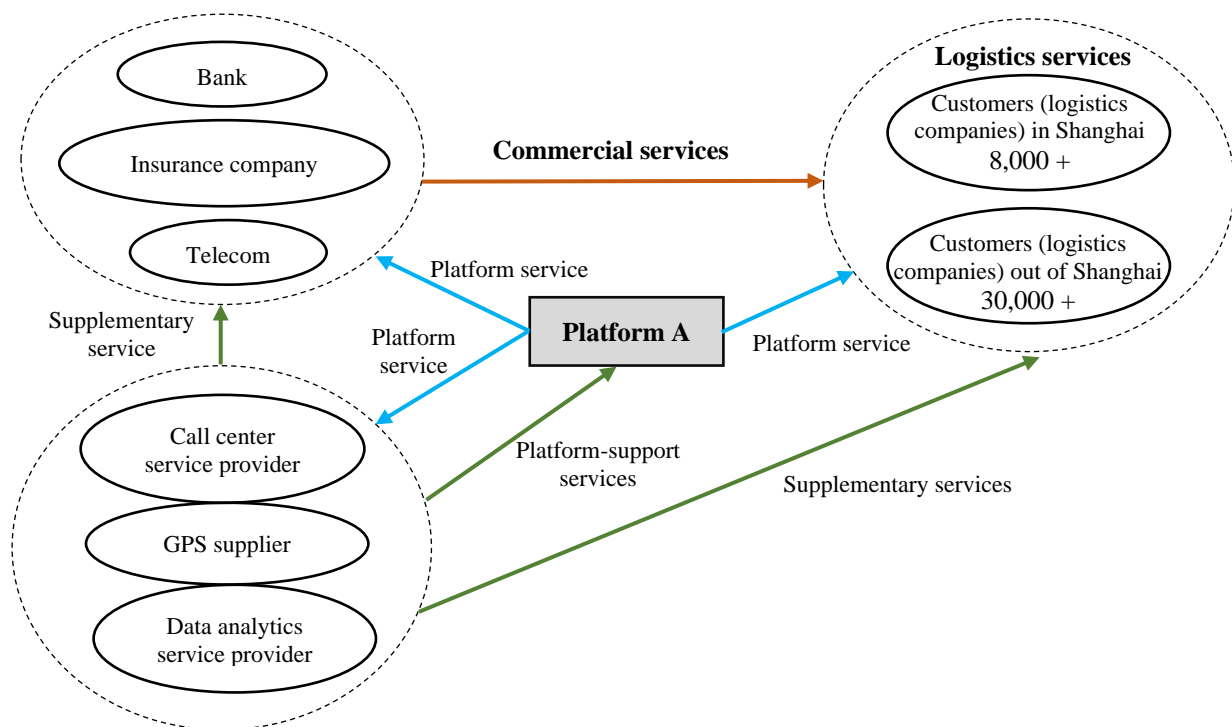 Bank
Insurance company
Telecom
Commercial services
Logistics services
Customers (logistics
companies) in Shanghai
8,000 +
Customers (logistics
companies) out of Shanghai
30,000 +
Platform service
Supplementary
service
Platform
service
Platform A
Platform service
Call center
service provider
GPS supplier
Data analytics
service provider
Platform-support
services
Supplementary services